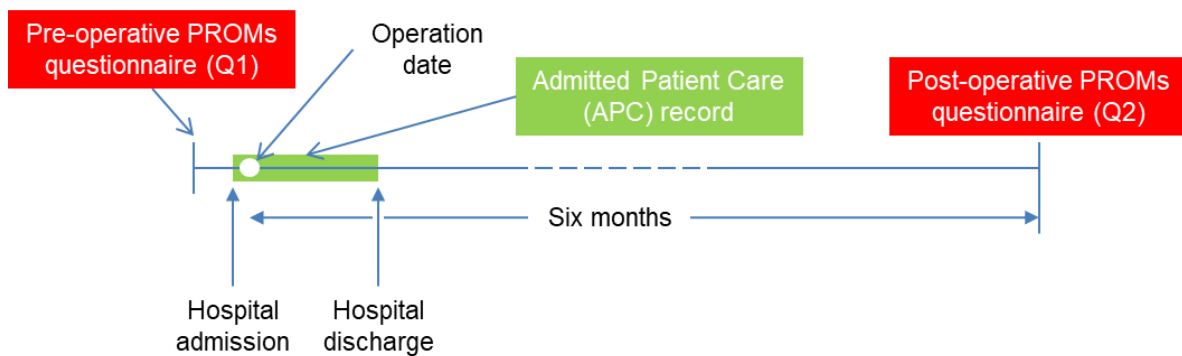 Pre-operative PROMs
questionnaire (Q1)
Operation
date
Admitted Patient Care
(APC) record
Post-operative PROMs
questionnaire (Q2)
Six months
Hospital
admission
Hospital
discharge